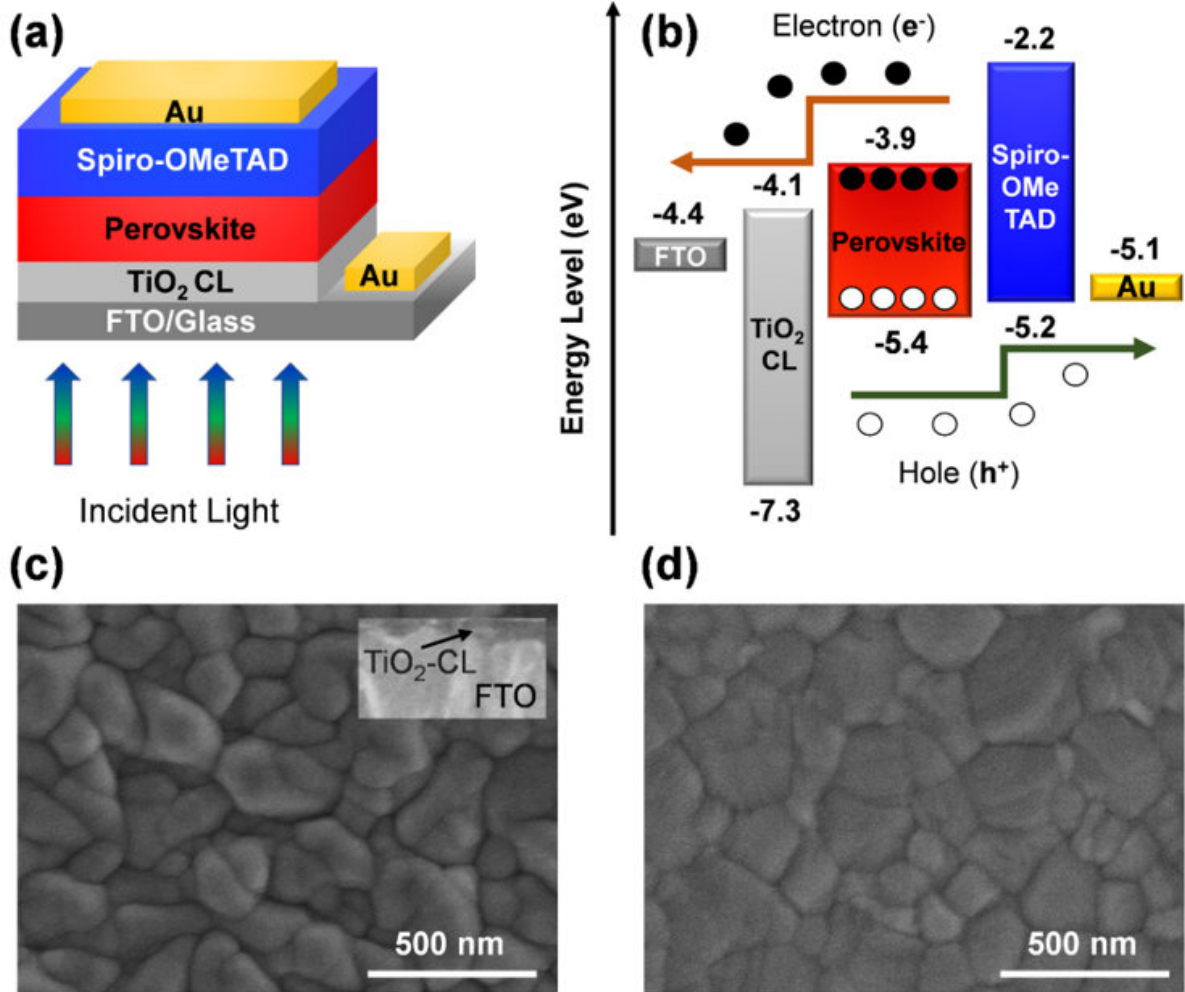 (a)
Au
Spiro-OMeTAD
Perovskite
TiO₂ CL
Au
FTO/Glass
Incident Light
(b)
Electron (e⁻)
Energy Level (eV)
-4.4
FTO
-4.1
TiO₂
CL
-7.3
-3.9
Perovskite
-5.4
-2.2
Spiro-
OMe
TAD
-5.2
-5.1
Au
Hole (h⁺)
(c)
TiO₂-CL
FTO
500 nm
(d)
500 nm